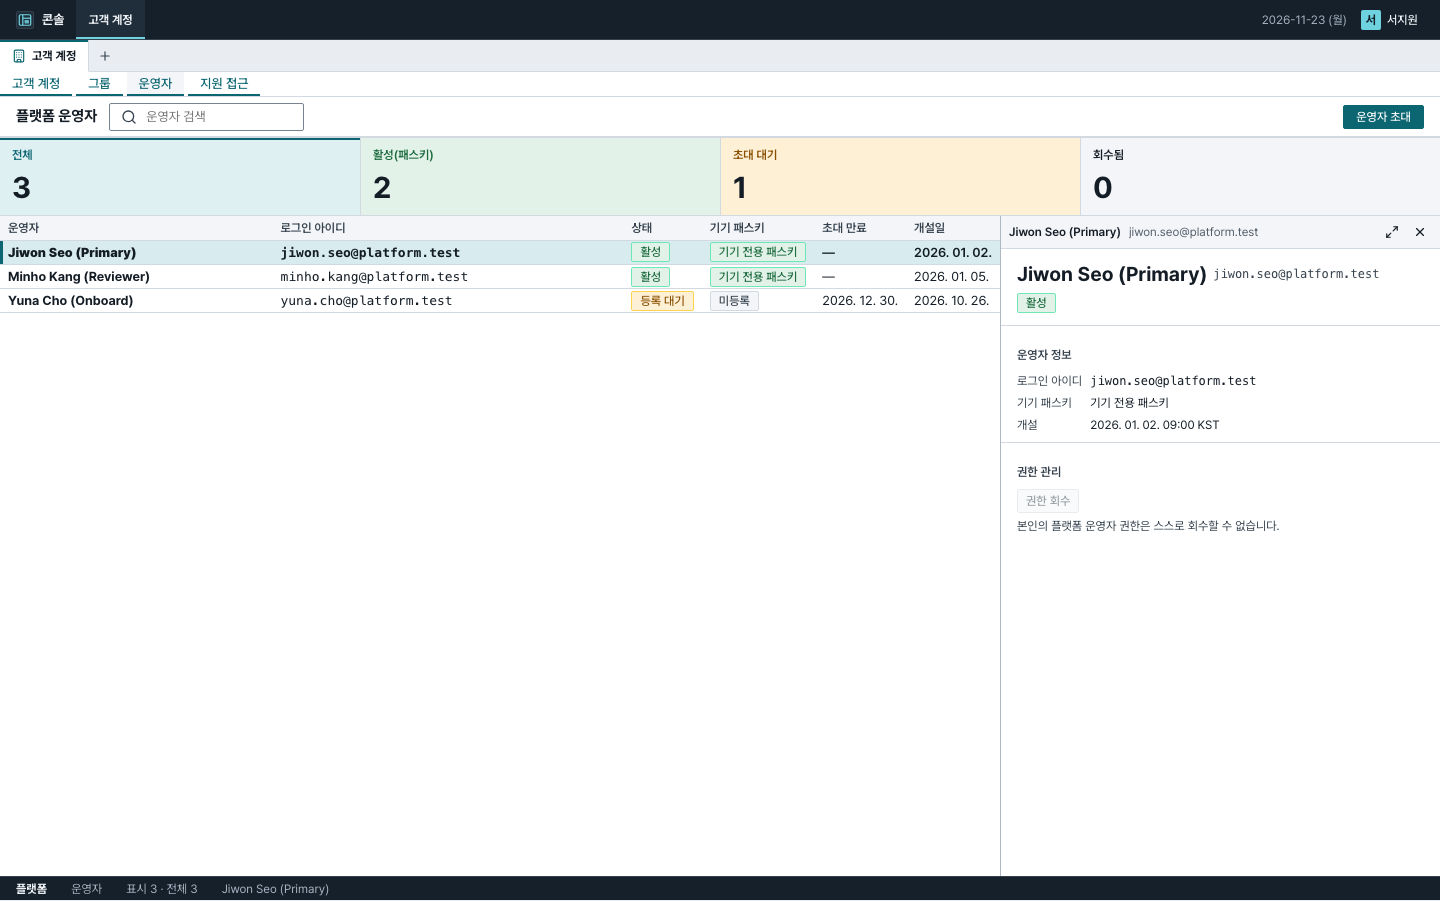 콘솔
고객 계정
2026-11-23 (월)
서
서지원
고객 계정
고객 계정
그룹
운영자
지원 접근
플랫폼 운영자
운영자 검색
운영자 초대
전체
3
활성(패스키)
2
초대 대기
1
회수됨
0
운영자 로그인 아이디 상태 기기 패스키 초대 만료 개설일
Jiwon Seo (Primary) jiwon.seo@platform.test 활성 기기 전용 패스키 — 2026. 01. 02.
Minho Kang (Reviewer) minho.kang@platform.test 활성 기기 전용 패스키 — 2026. 01. 05.
Yuna Cho (Onboard) yuna.cho@platform.test 등록 대기 미등록 2026. 12. 30. 2026. 10. 26.
Jiwon Seo (Primary) jiwon.seo@platform.test
Jiwon Seo (Primary) jiwon.seo@platform.test
활성
운영자 정보
로그인 아이디 jiwon.seo@platform.test
기기 패스키 기기 전용 패스키
개설 2026. 01. 02. 09:00 KST
권한 관리
권한 회수
본인의 플랫폼 운영자 권한은 스스로 회수할 수 없습니다.
플랫폼 운영자 표시 3 · 전체 3 Jiwon Seo (Primary)